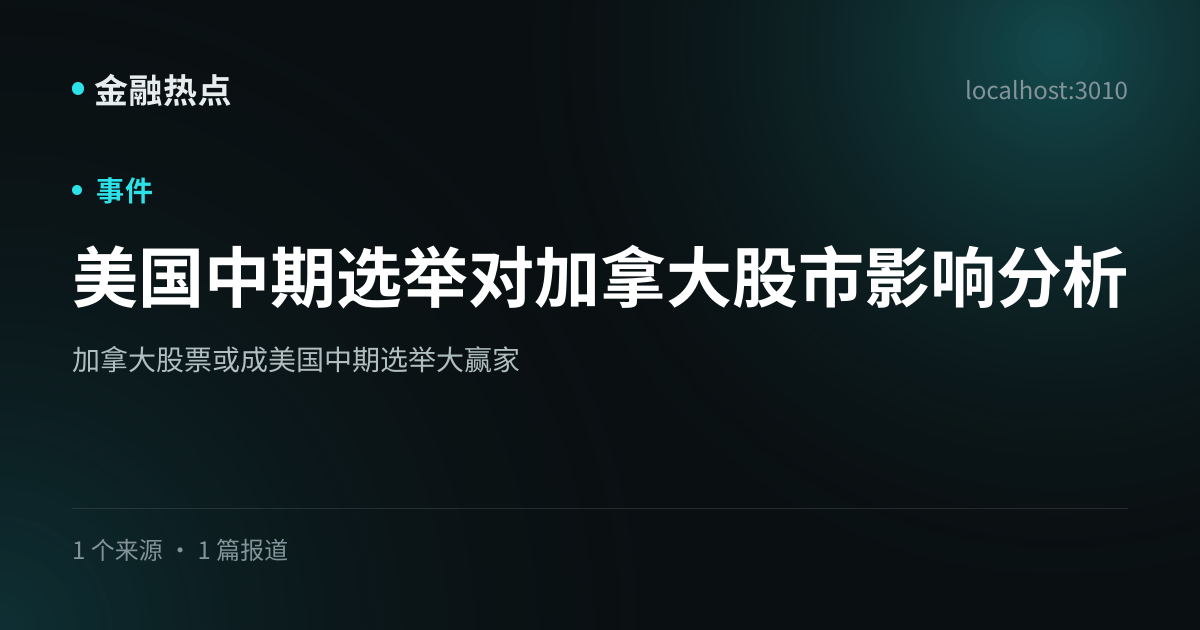 金融热点
localhost:3010
事件
美国中期选举对加拿大股市影响分析
加拿大股票或成美国中期选举大赢家
1 个来源 · 1 篇报道